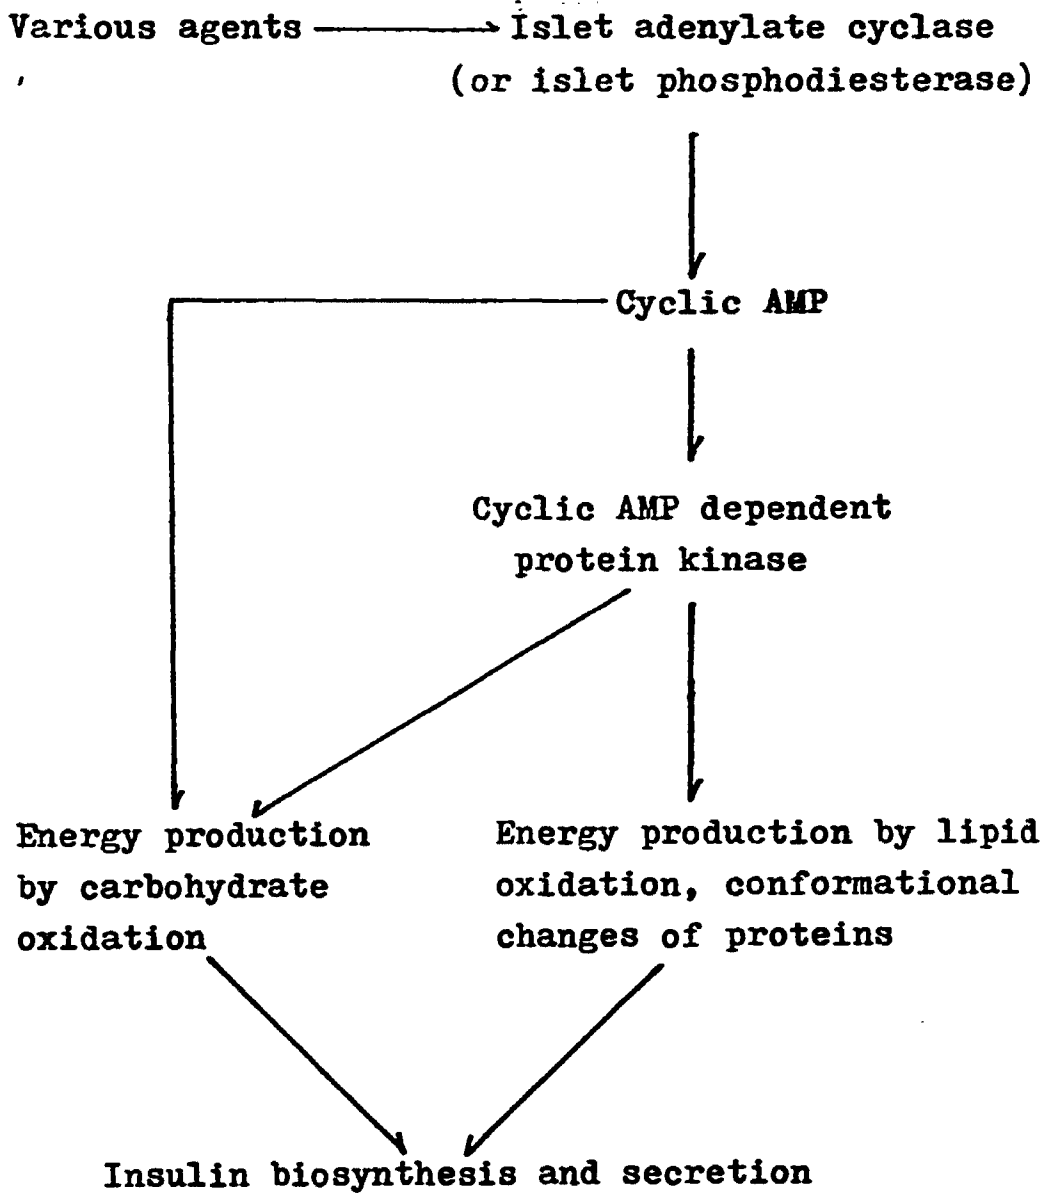 Various agents Islet adenylate cyclase
(or islet phosphodiesterase)
Cyclic AMP
Cyclic AMP dependent
protein kinase
Energy production
by carbohydrate
oxidation
Energy production by lipid
oxidation, conformational
changes of proteins
Insulin biosynthesis and secretion